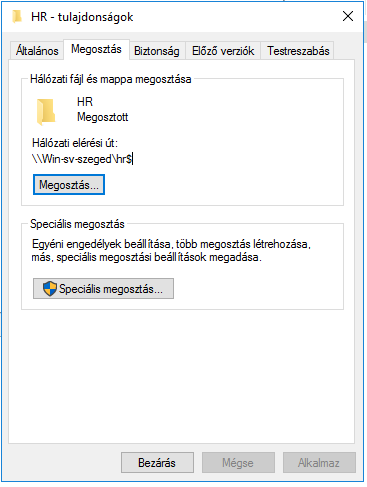 HR - tulajdonságok
Általános Megosztás Biztonság Előző verziók Testreszabás
Hálózati fájl és mappa megosztása
HR
Megosztott
Hálózati elérési út:
\\Win-sv-szeged\hr$
Megosztás...
Speciális megosztás
Egyéni engedélyek beállítása, több megosztás létrehozása,
más, speciális megosztási beállítások megadása.
Speciális megosztás...
Bezárás Mégse Alkalmaz